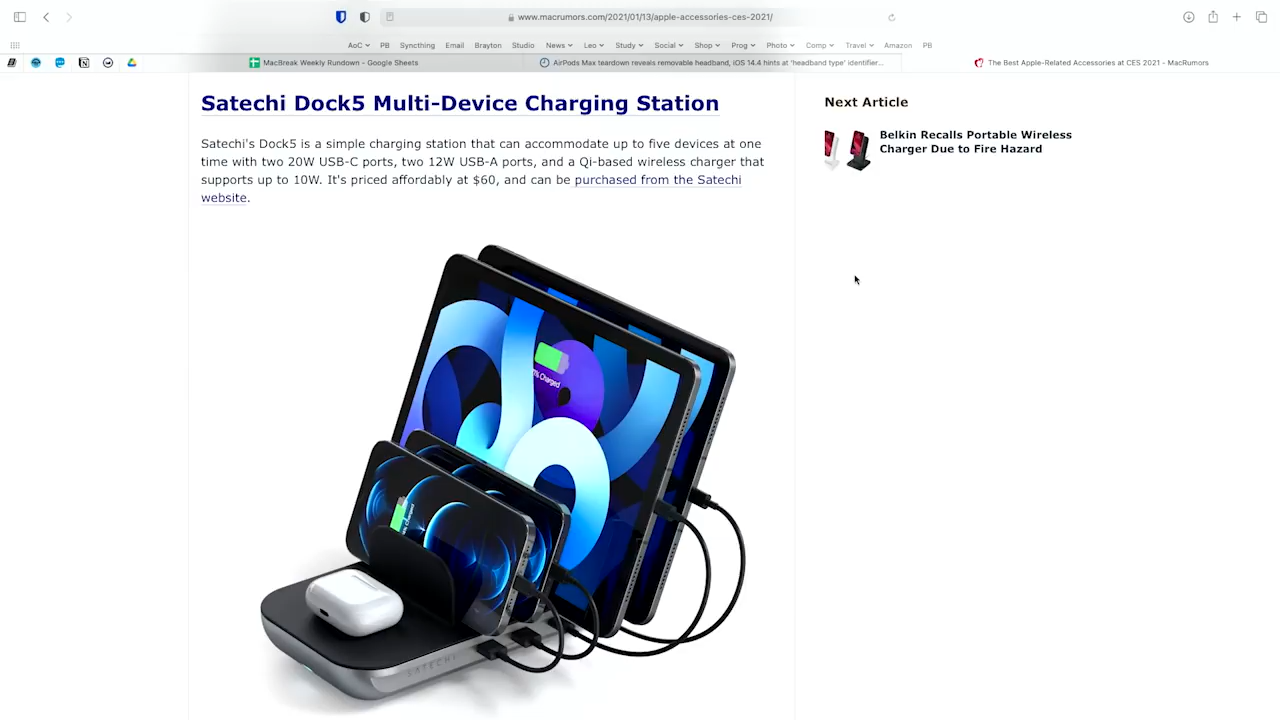 www.macrumors.com/2021/01/13/apple-accessories-ces-2021/
AoC PB Syncthing Email Brayton Studio News Leo Study Social Shop Prog Photo Comp Travel Amazon PB
MacBreak Weekly Rundown - Google Sheets
AirPods Max teardown reveals removable headband, iOS 14.4 hints at 'headband type' identifier...
The Best Apple-Related Accessories at CES 2021 - MacRumors
Satechi Dock5 Multi-Device Charging Station
Satechi's Dock5 is a simple charging station that can accommodate up to five devices at one
time with two 20W USB-C ports, two 12W USB-A ports, and a Qi-based wireless charger that
supports up to 10W. It's priced affordably at $60, and can be purchased from the Satechi
website.
Next Article
Belkin Recalls Portable Wireless
Charger Due to Fire Hazard
Charged
SATECHI